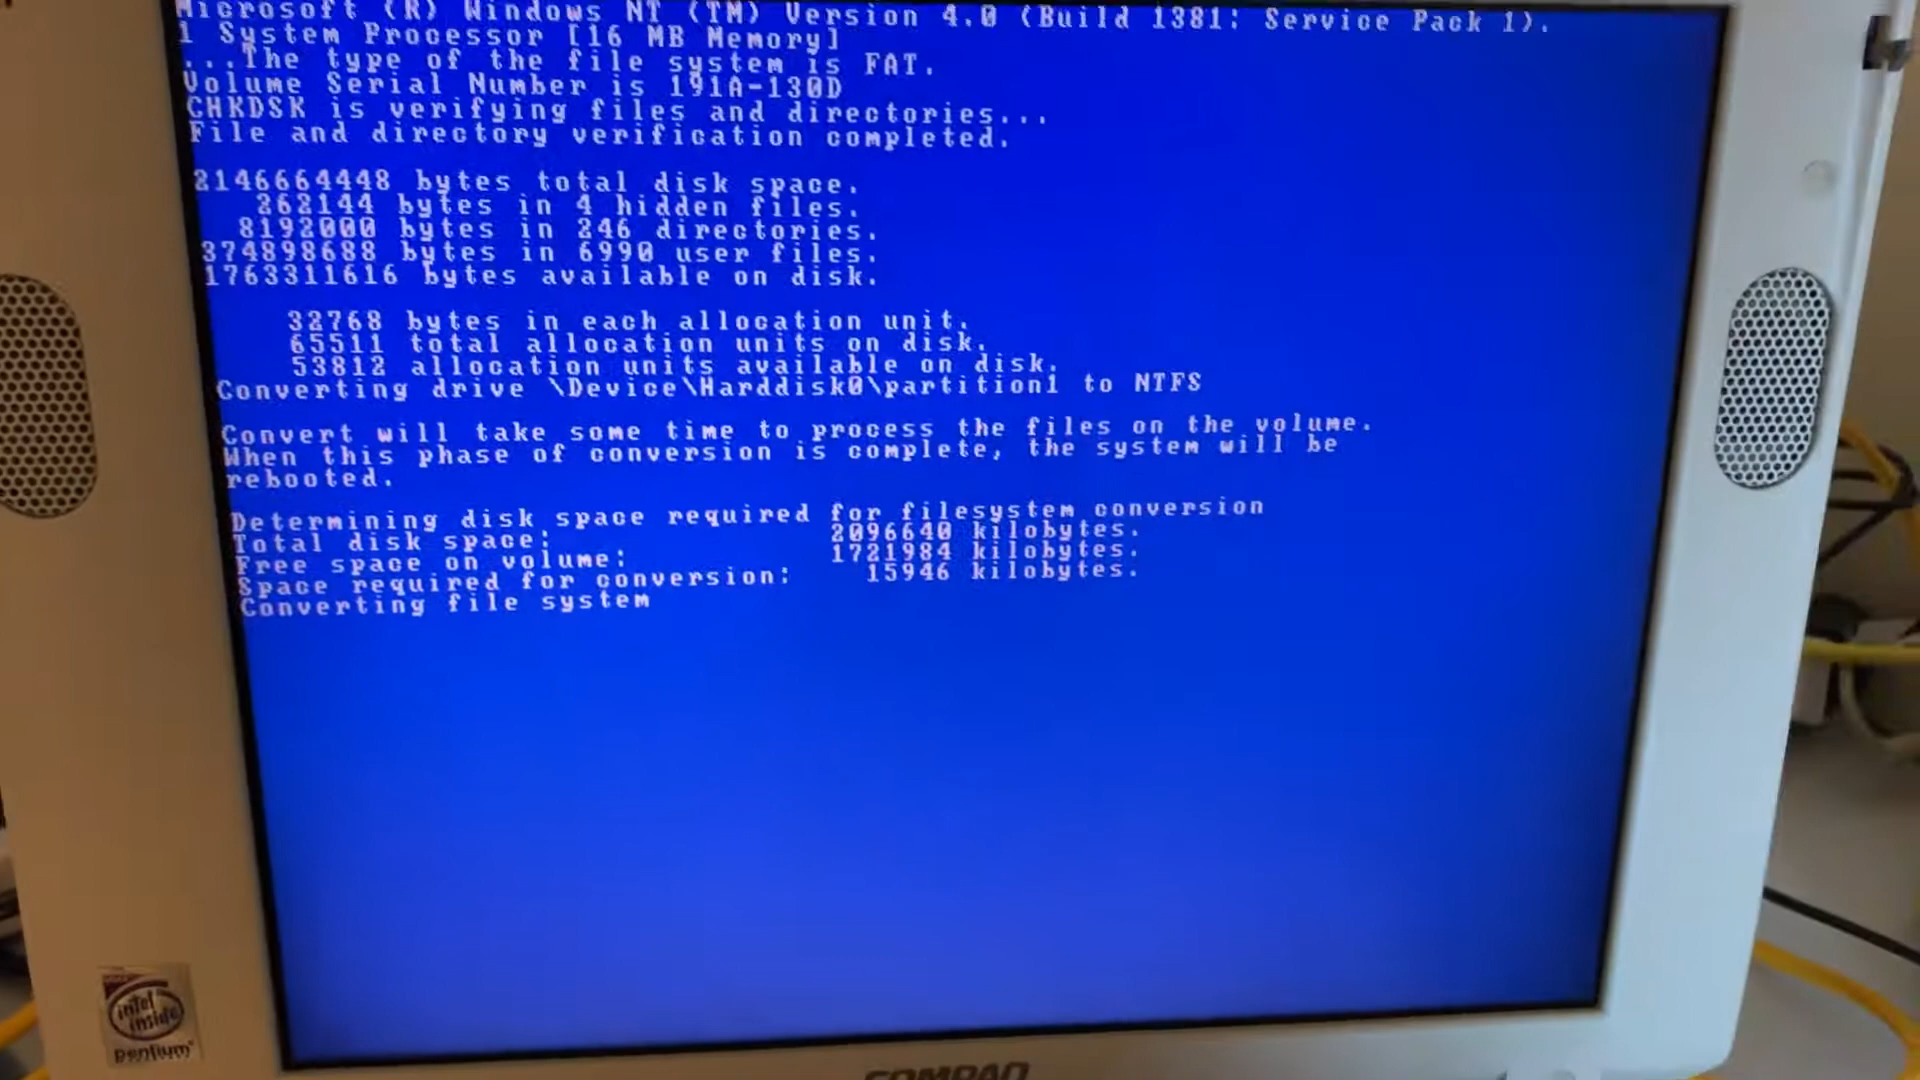 Microsoft (R) Windows NT (TM) Version 4.0 (Build 1381: Service Pack 1).
1 System Processor [16 MB Memory]
...The type of the file system is FAT.
Volume Serial Number is 191A-130D
CHKDSK is verifying files and directories...
File and directory verification completed.
2146664448 bytes total disk space.
262144 bytes in 4 hidden files.
8192000 bytes in 246 directories.
374898688 bytes in 6990 user files.
1763311616 bytes available on disk.
32768 bytes in each allocation unit.
65511 total allocation units on disk.
53812 allocation units available on disk.
Converting drive \Device\Harddisk0\partition1 to NTFS
Convert will take some time to process the files on the volume.
When this phase of conversion is complete, the system will be
rebooted.
Determining disk space required for filesystem conversion
Total disk space: 2096640 kilobytes.
Free space on volume: 1721984 kilobytes.
Space required for conversion: 15946 kilobytes.
Converting file system
intel
inside
pentium
COMPAQ